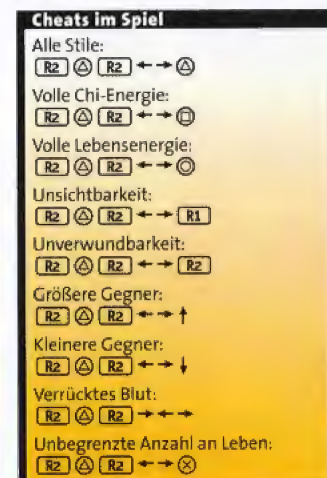 Cheats im Spiel
Alle Stile:
R2 △ R2 ← → △
Volle Chi-Energie:
R2 △ R2 ← → □
Volle Lebensenergie:
R2 △ R2 ← → ○
Unsichtbarkeit:
R2 △ R2 ← → R1
Unverwundbarkeit:
R2 △ R2 ← → R2
Größere Gegner:
R2 △ R2 ← → ↑
Kleinere Gegner:
R2 △ R2 ← → ↓
Verrücktes Blut:
R2 △ R2 → ← →
Unbegrenzte Anzahl an Leben:
R2 △ R2 ← → ⊗